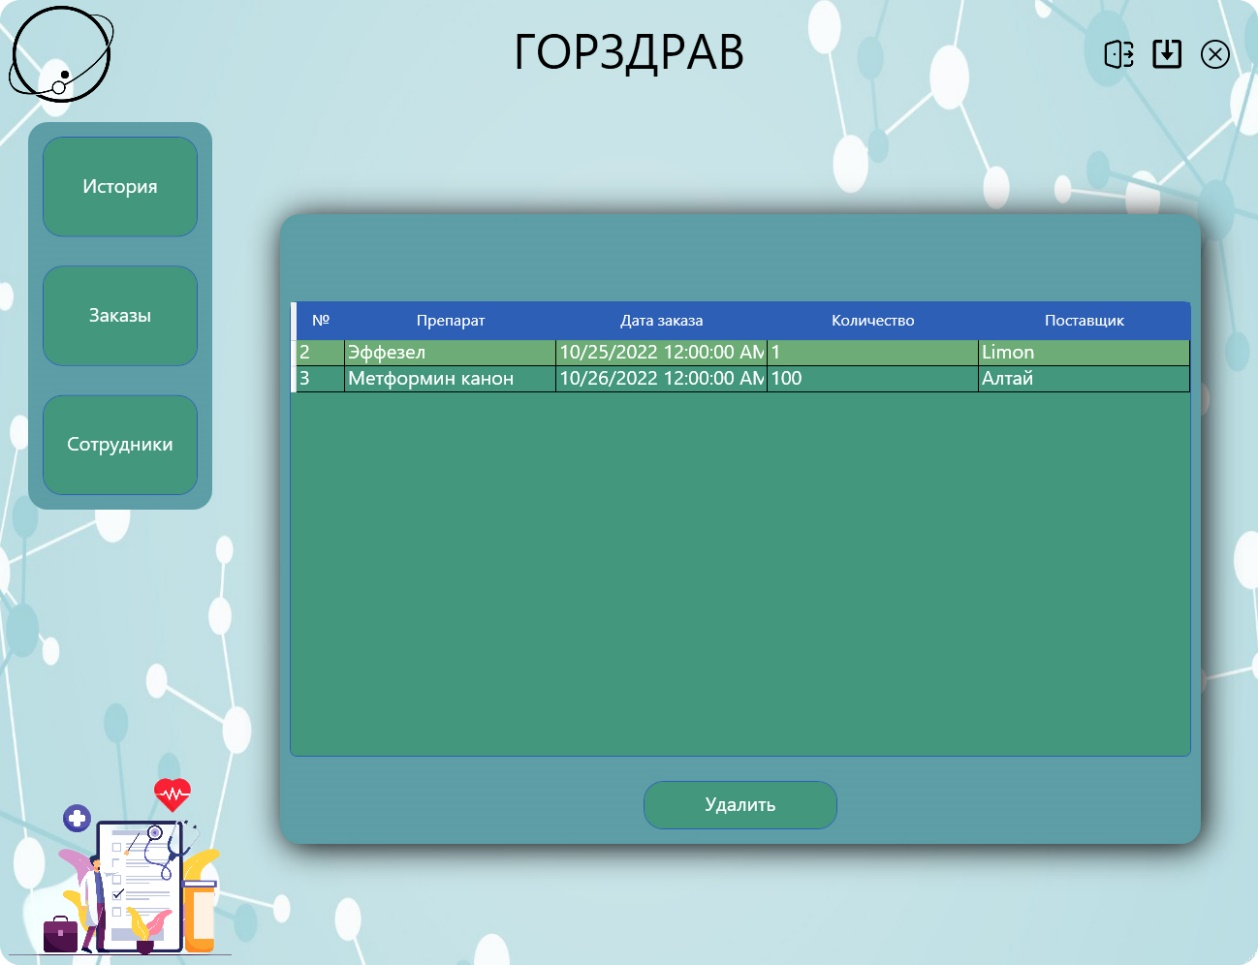 ГОРЗДРАВ
История
Заказы
Сотрудники
№ Препарат Дата заказа Количество Поставщик
2 Эффезел 10/25/2022 12:00:00 AM 1 Limon
3 Метформин канон 10/26/2022 12:00:00 AM 100 Алтай
Удалить